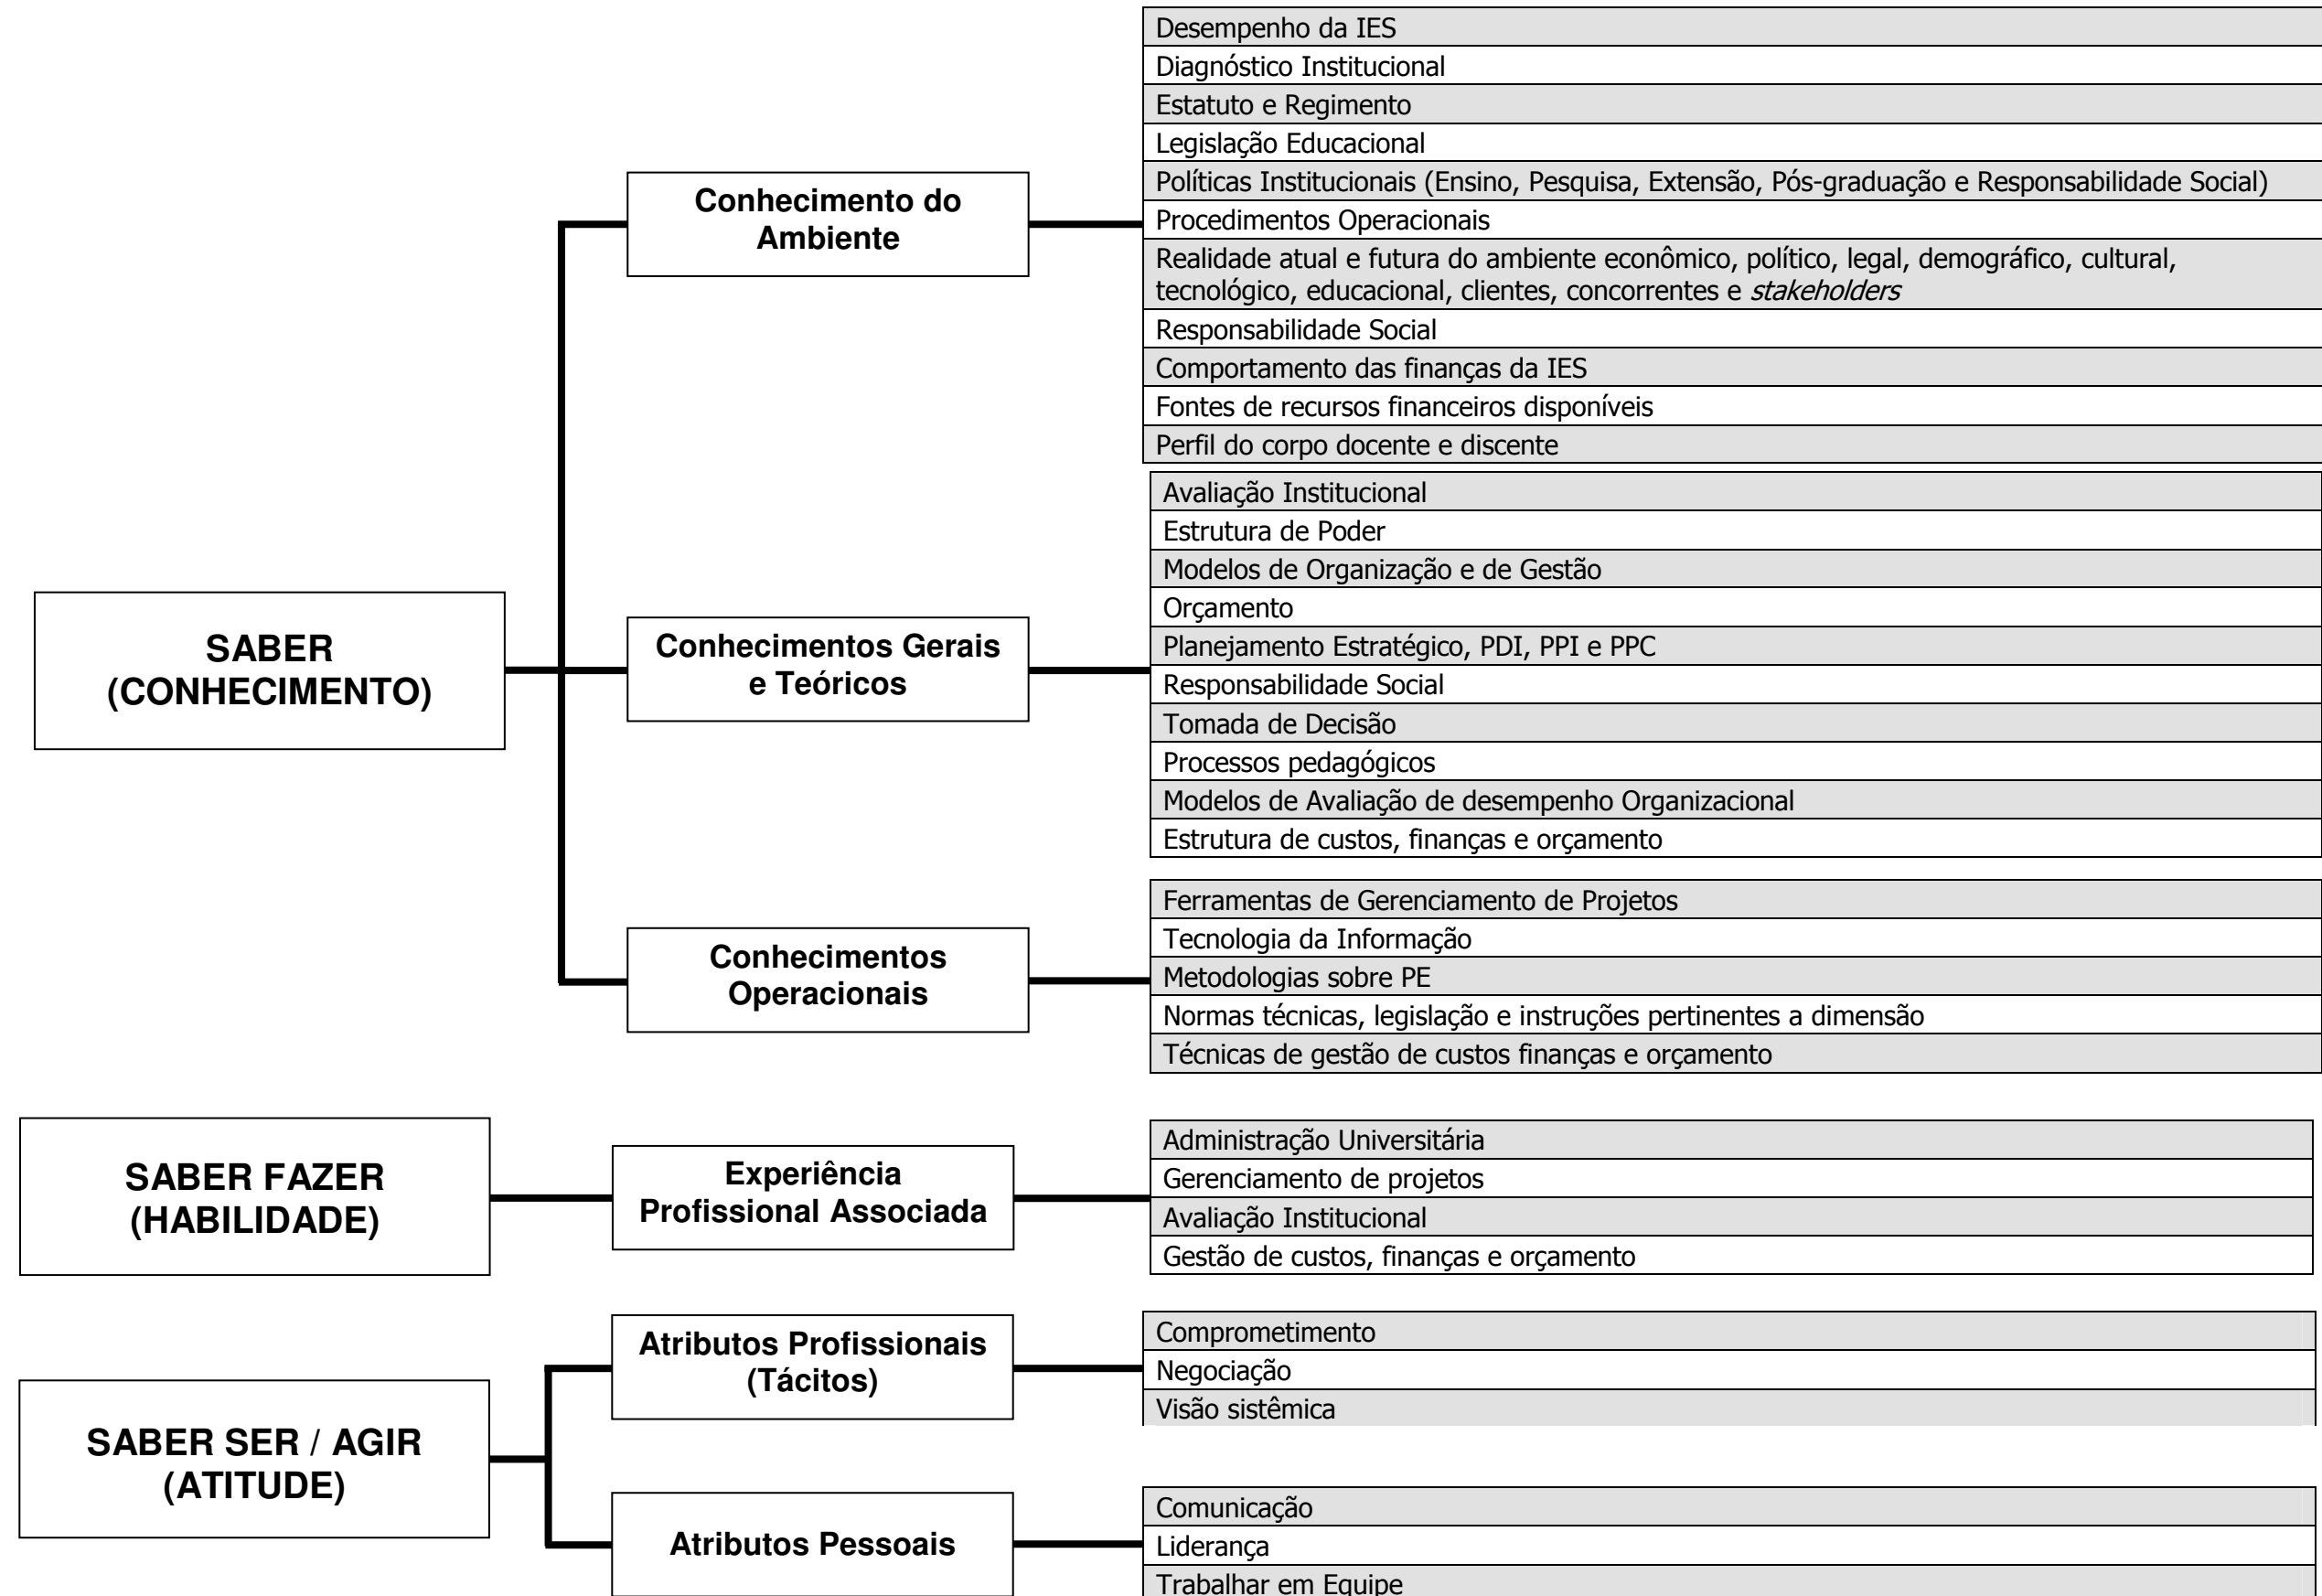 SABER
(CONHECIMENTO)
Conhecimento do
Ambiente
Desempenho da IES
Diagnóstico Institucional
Estatuto e Regimento
Legislação Educacional
Políticas Institucionais (Ensino, Pesquisa, Extensão, Pós-graduação e Responsabilidade Social)
Procedimentos Operacionais
Realidade atual e futura do ambiente econômico, político, legal, demográfico, cultural,
tecnológico, educacional, clientes, concorrentes e stakeholders
Responsabilidade Social
Comportamento das finanças da IES
Fontes de recursos financeiros disponíveis
Perfil do corpo docente e discente
Conhecimentos Gerais
e Teóricos
Avaliação Institucional
Estrutura de Poder
Modelos de Organização e de Gestão
Orçamento
Planejamento Estratégico, PDI, PPI e PPC
Responsabilidade Social
Tomada de Decisão
Processos pedagógicos
Modelos de Avaliação de desempenho Organizacional
Estrutura de custos, finanças e orçamento
Conhecimentos
Operacionais
Ferramentas de Gerenciamento de Projetos
Tecnologia da Informação
Metodologias sobre PE
Normas técnicas, legislação e instruções pertinentes a dimensão
Técnicas de gestão de custos finanças e orçamento
SABER FAZER
(HABILIDADE)
Experiência
Profissional Associada
Administração Universitária
Gerenciamento de projetos
Avaliação Institucional
Gestão de custos, finanças e orçamento
SABER SER / AGIR
(ATITUDE)
Atributos Profissionais
(Tácitos)
Comprometimento
Negociação
Visão sistêmica
Atributos Pessoais
Comunicação
Liderança
Trabalhar em Equipe